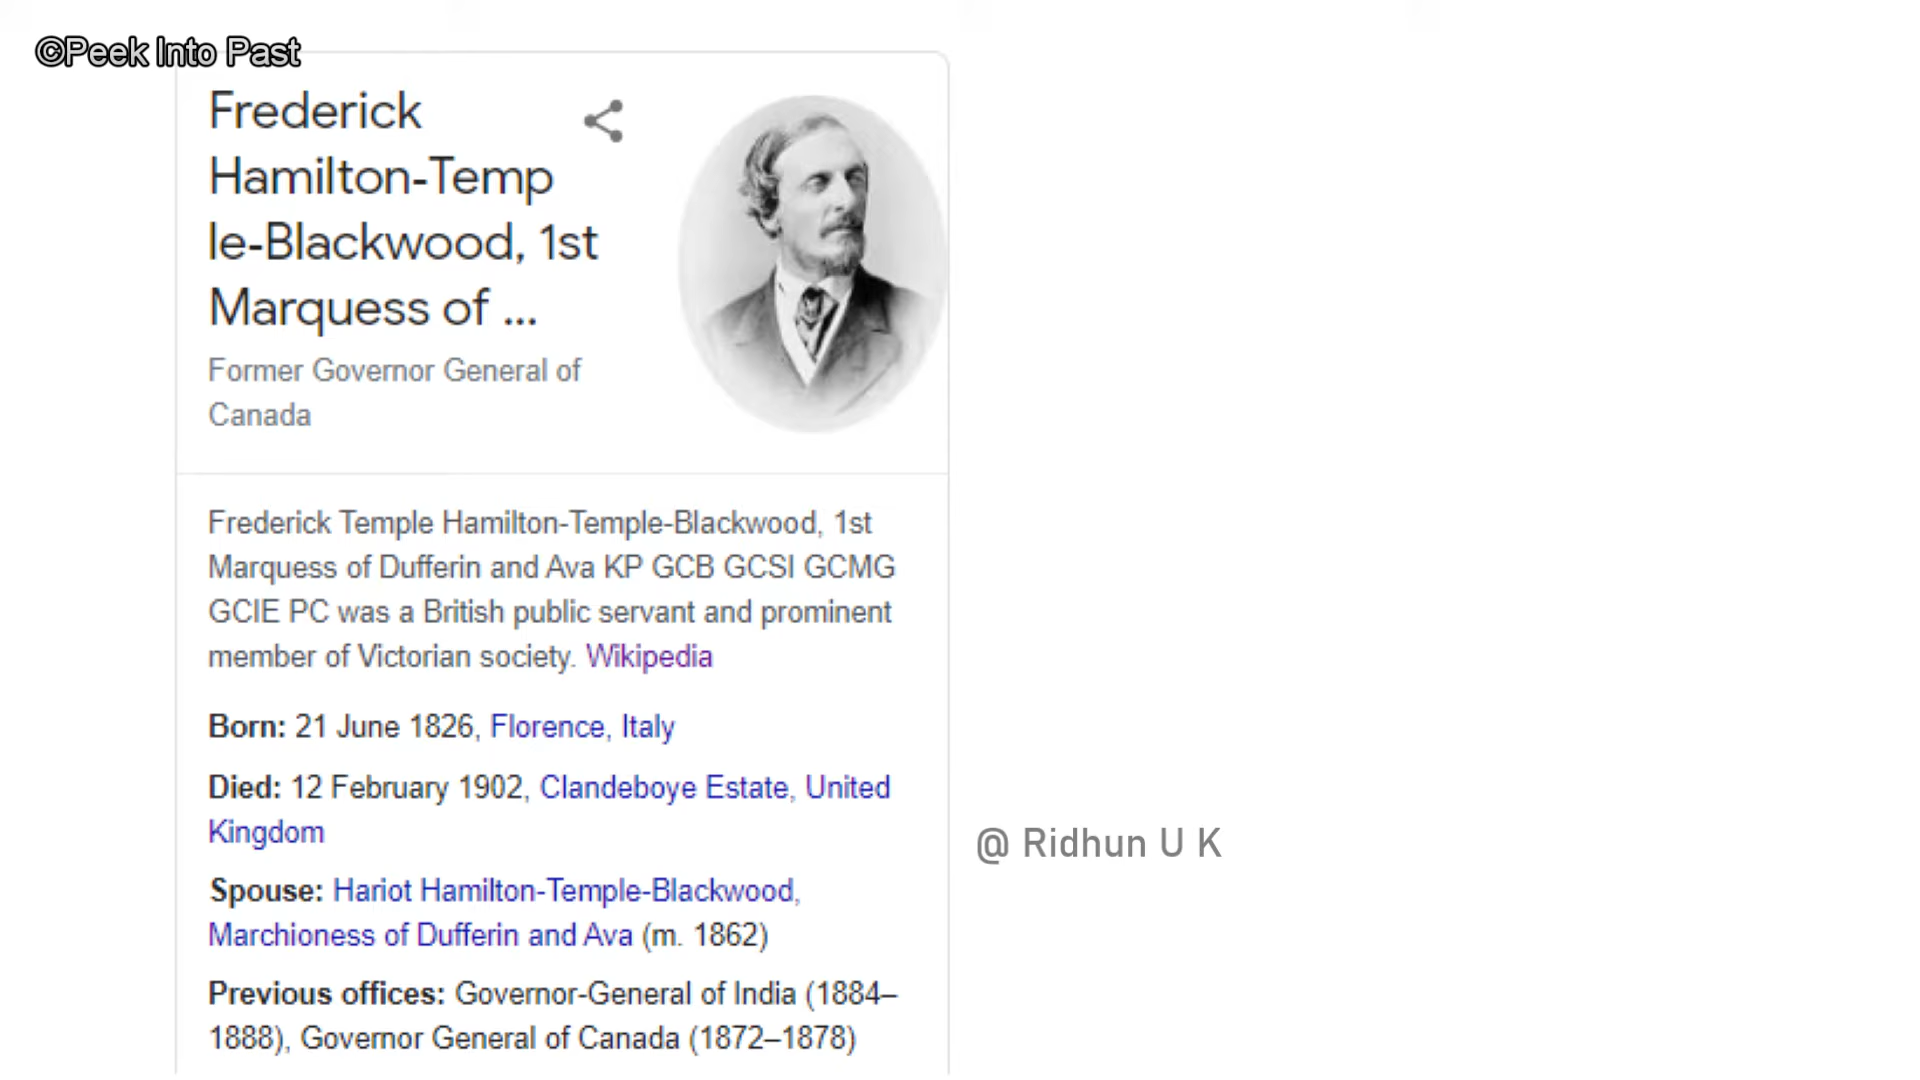 ©Peek Into Past
Frederick
Hamilton-Temp
le-Blackwood, 1st
Marquess of ...
Former Governor General of
Canada
Frederick Temple Hamilton-Temple-Blackwood, 1st
Marquess of Dufferin and Ava KP GCB GCSI GCMG
GCIE PC was a British public servant and prominent
member of Victorian society. Wikipedia
Born: 21 June 1826, Florence, Italy
Died: 12 February 1902, Clandeboye Estate, United
Kingdom
@ Ridhun U K
Spouse: Hariot Hamilton-Temple-Blackwood,
Marchioness of Dufferin and Ava (m. 1862)
Previous offices: Governor-General of India (1884–
1888), Governor General of Canada (1872–1878)